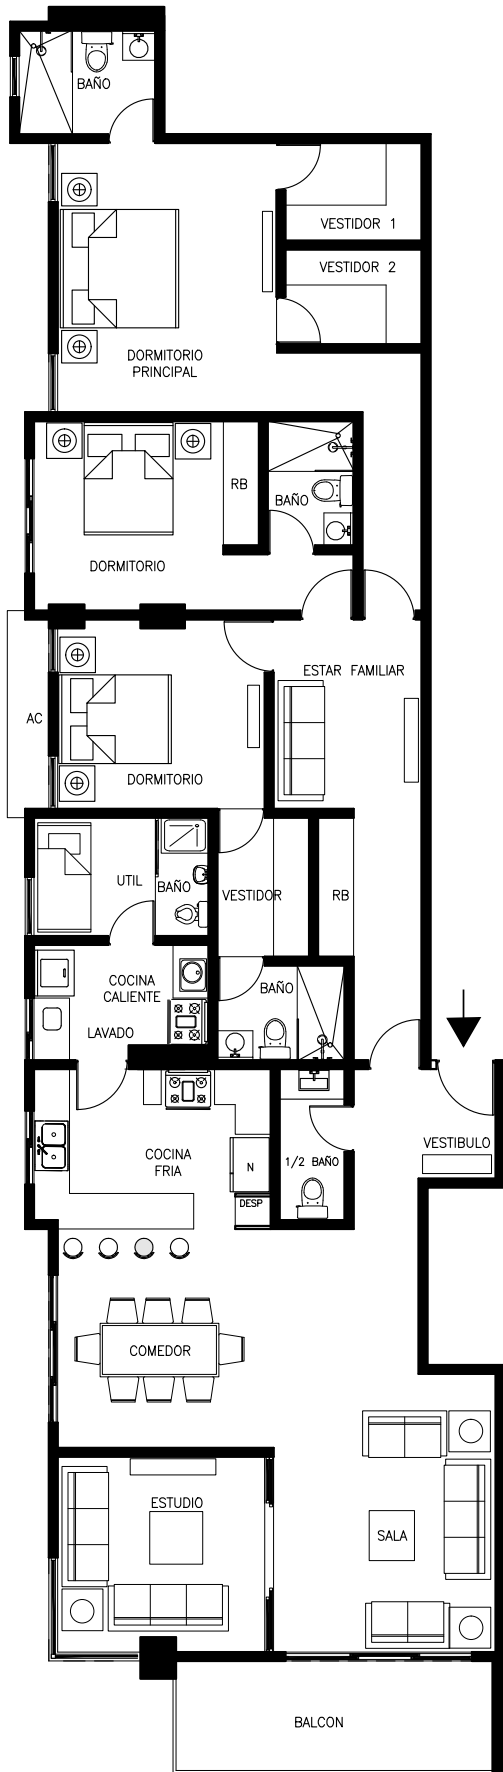 BAÑO
VESTIDOR 1
VESTIDOR 2
DORMITORIO
PRINCIPAL
RB
BAÑO
DORMITORIO
ESTAR FAMILIAR
AC
DORMITORIO
UTIL
BAÑO
VESTIDOR
RB
COCINA
CALIENTE
BAÑO
LAVADO
VESTIBULO
COCINA
FRIA
N
1/2 BAÑO
DESP
COMEDOR
ESTUDIO
SALA
BALCON